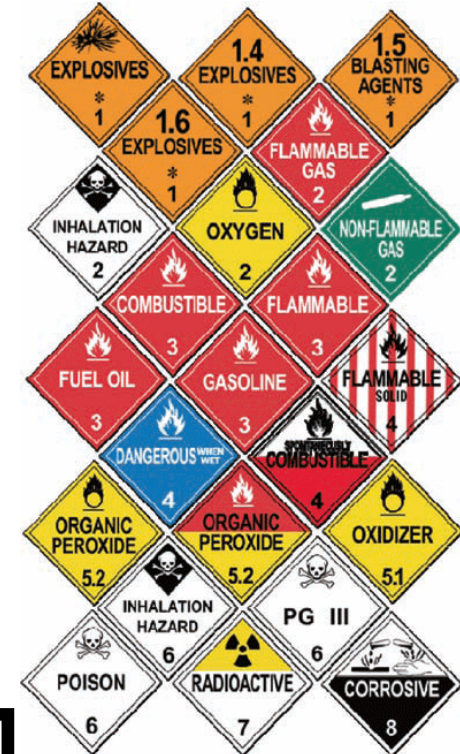 EXPLOSIVES
*
1
1.4
EXPLOSIVES
*
1
1.5
BLASTING
AGENTS
*
1
1.6
EXPLOSIVES
*
1
FLAMMABLE
GAS
2
INHALATION
HAZARD
2
OXYGEN
2
NON-FLAMMABLE
GAS
2
COMBUSTIBLE
3
FLAMMABLE
3
FUEL OIL
3
GASOLINE
3
FLAMMABLE
SOLID
4
DANGEROUS WHEN
WET
4
SPONTANEOUSLY
COMBUSTIBLE
4
ORGANIC
PEROXIDE
5.2
ORGANIC
PEROXIDE
5.2
OXIDIZER
5.1
INHALATION
HAZARD
6
PG III
6
POISON
6
RADIOACTIVE
7
CORROSIVE
8